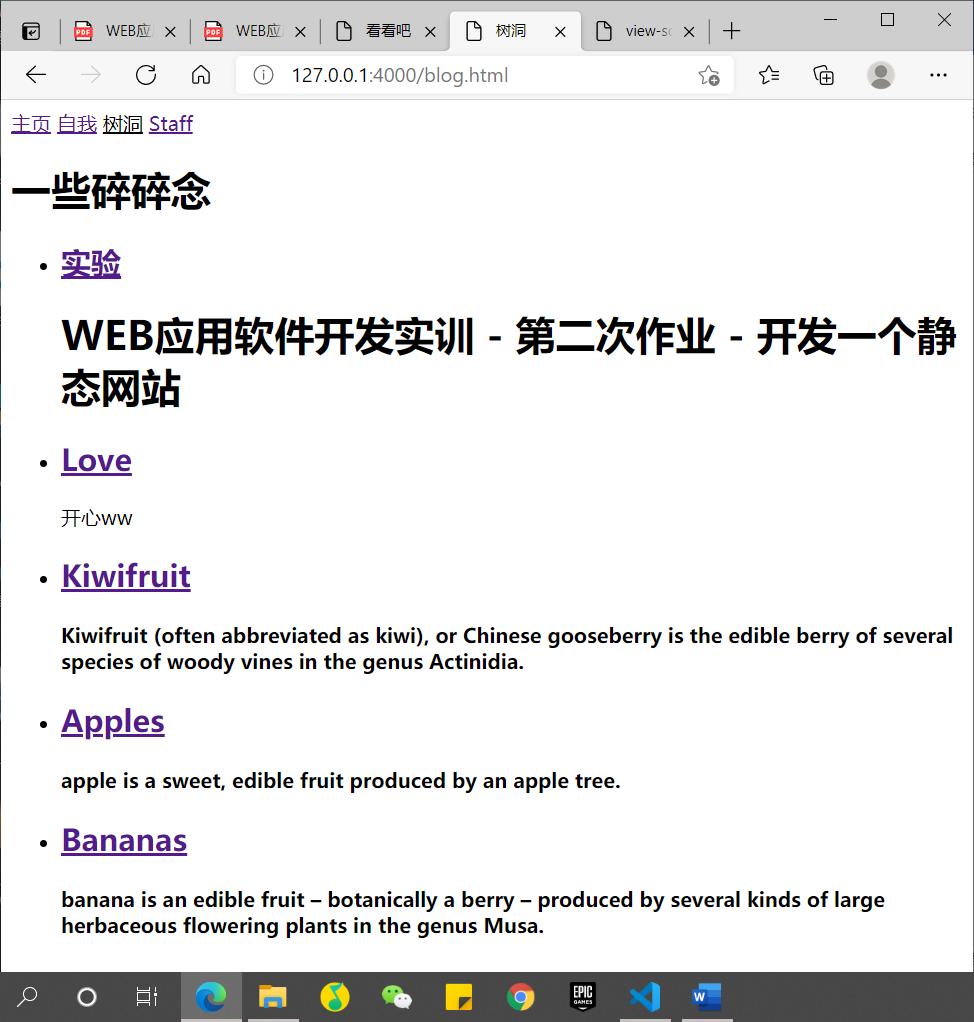 WEB应 WEB应 看看吧 树洞 view-so
127.0.0.1:4000/blog.html
主页 自我 树洞 Staff
一些碎碎念
实验
WEB应用软件开发实训 - 第二次作业 - 开发一个静
态网站
Love
开心ww
Kiwifruit
Kiwifruit (often abbreviated as kiwi), or Chinese gooseberry is the edible berry of several
species of woody vines in the genus Actinidia.
Apples
apple is a sweet, edible fruit produced by an apple tree.
Bananas
banana is an edible fruit – botanically a berry – produced by several kinds of large
herbaceous flowering plants in the genus Musa.